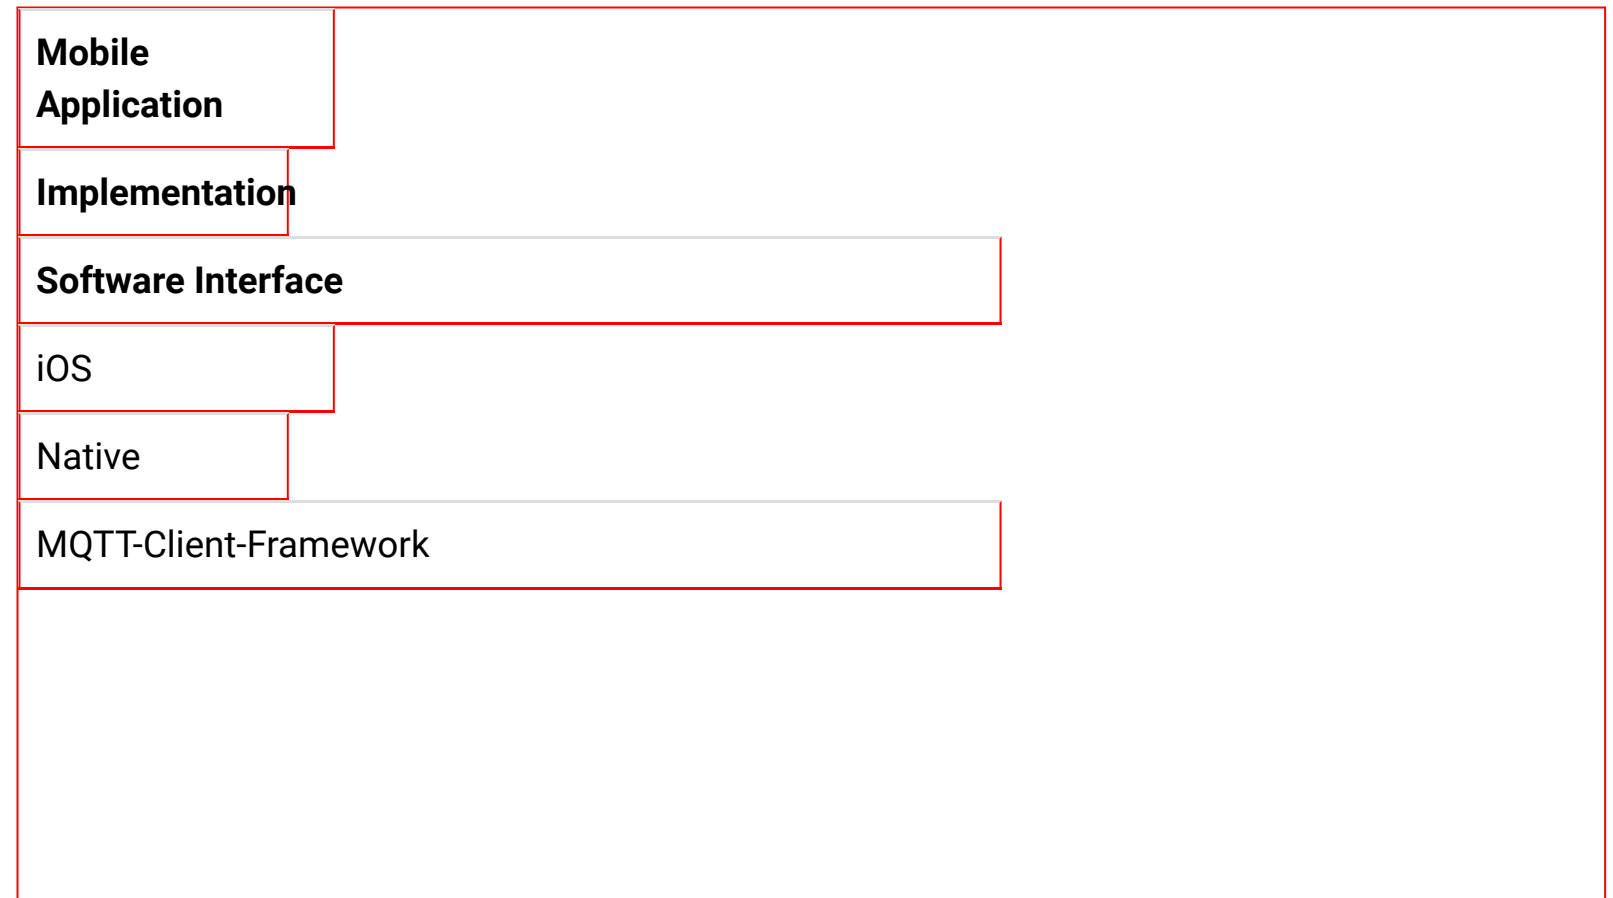 Mobile
Application
Implementation
Software Interface
iOS
Native
MQTT-Client-Framework